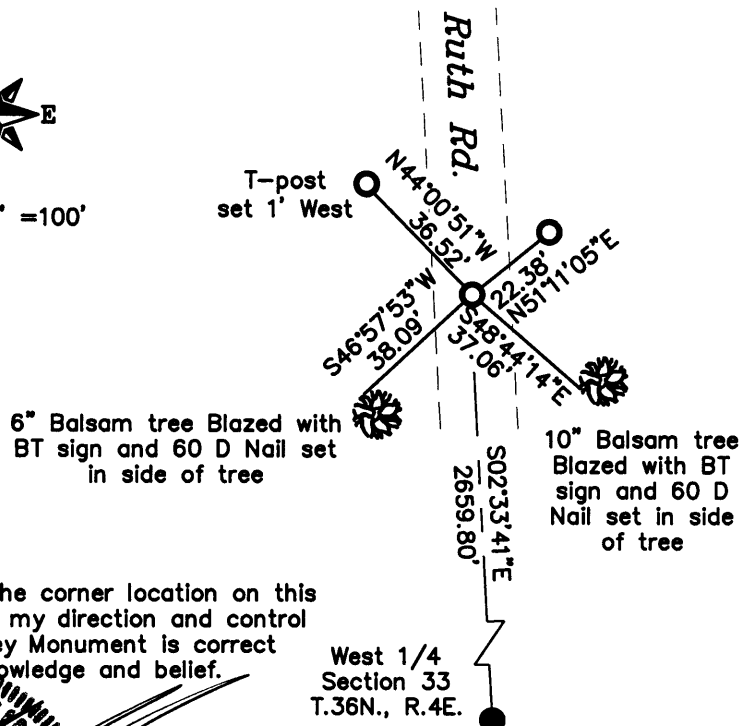 Ruth Rd.
E
' =100'
T-post
set 1' West
N44°00'51"W
36.52'
22.38'
N51°11'05"E
S46°57'53"W
38.09'
S48°44'14"E
37.06'
6" Balsam tree Blazed with
BT sign and 60 D Nail set
in side of tree
10" Balsam tree
Blazed with BT
sign and 60 D
Nail set in side
of tree
S02°33'41"E
2659.80'
he corner location on this
my direction and control
ey Monument is correct
owledge and belief.
West 1/4
Section 33
T.36N., R.4E.